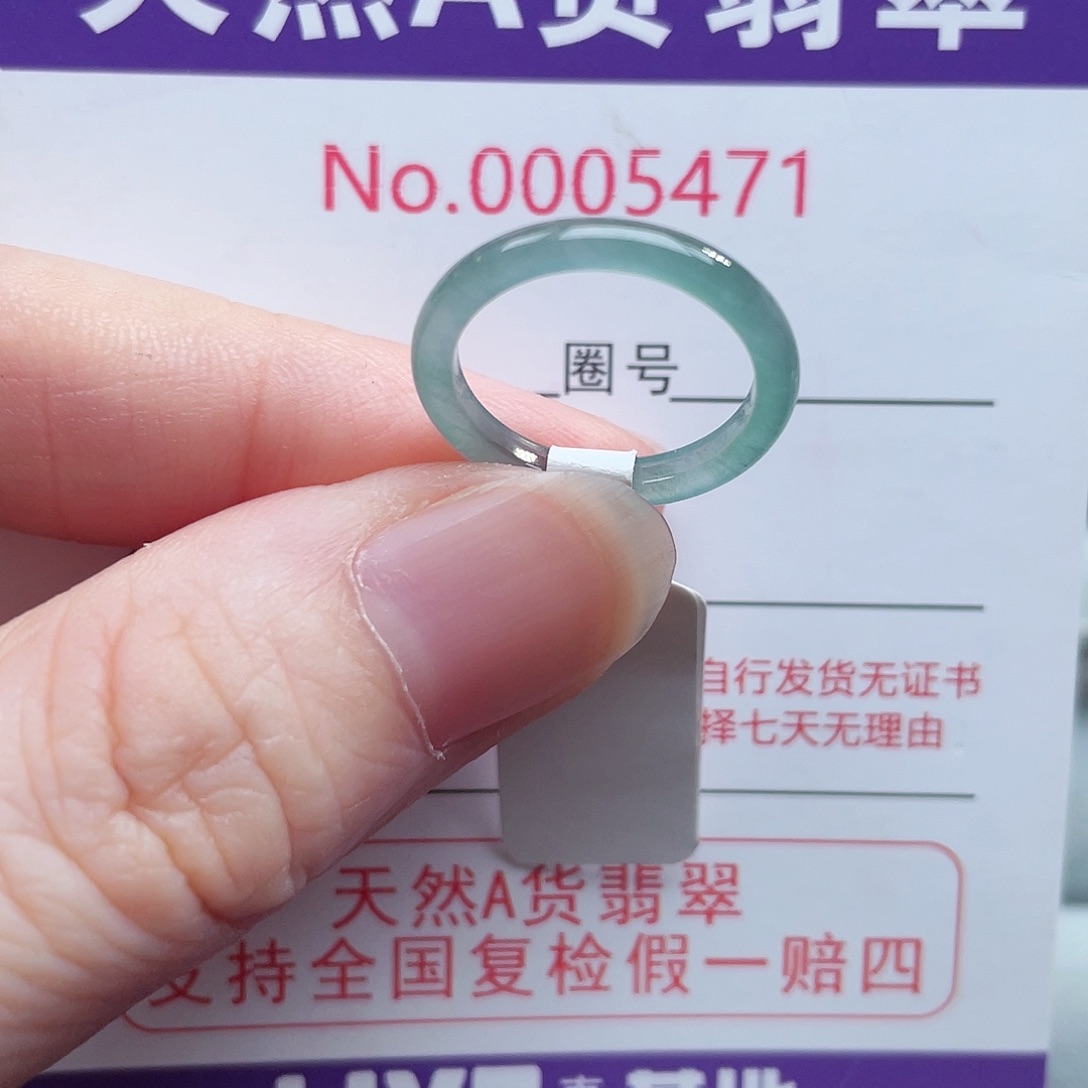 天然A货翡翠
No.0005471
圈号
自行发货无证书
择七天无理由
天然A货翡翠
支持全国复检假一赔四